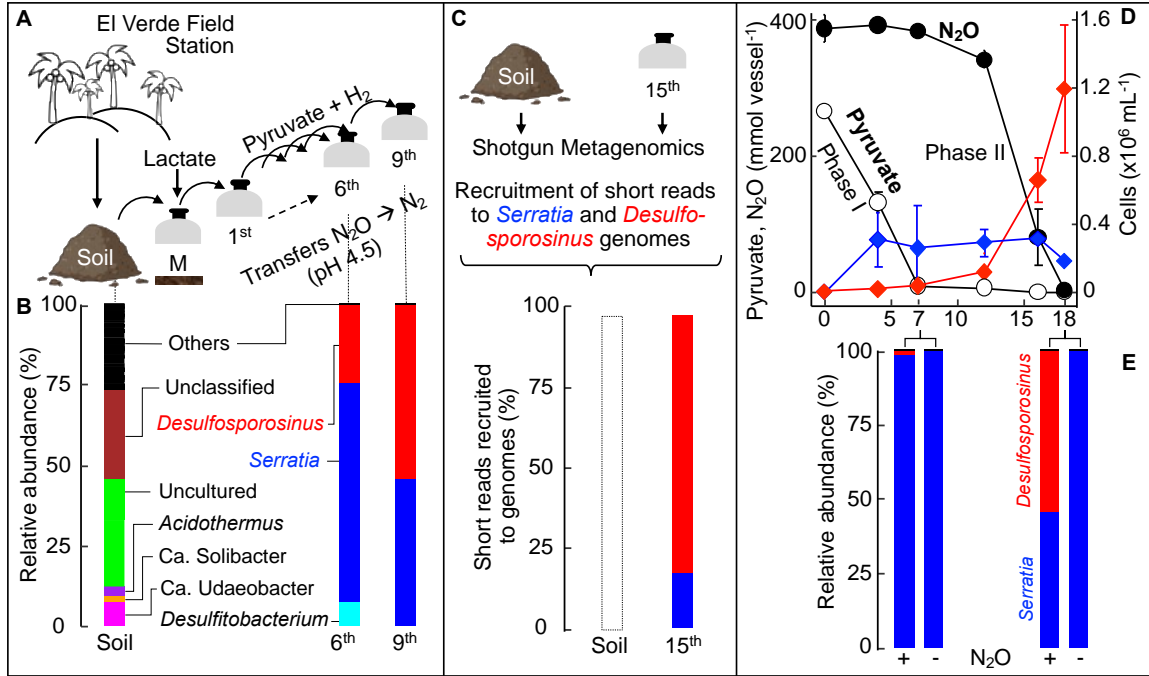 A
El Verde Field
Station
Lactate
Pyruvate + H2
Soil
M
1st
6th
9th
Transfers N2O → N2
(pH 4.5)
B
Relative abundance (%)
100
75
50
25
0
Others
Unclassified
Desulfosporosinus
Serratia
Uncultured
Acidothermus
Ca. Solibacter
Ca. Udaeobacter
Desulfitobacterium
Soil
6th
9th
C
Soil
15th
Shotgun Metagenomics
Recruitment of short reads
to Serratia and Desulfo-
sporosinus genomes
Short reads recruited
to genomes (%)
100
75
50
25
0
Soil
15th
D
Pyruvate, N2O (mmol vessel-1)
400
200
0
N2O
Pyruvate
Phase I
Phase II
1.6
1.2
0.8
0.4
0
Cells (x10⁶ mL-1)
0
5
7
10
15
18
E
Relative abundance (%)
100
75
50
25
0
Desulfosporosinus
Serratia
+ - N2O + -